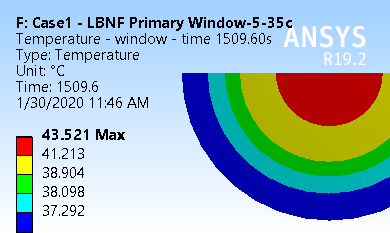 F: Case1 - LBNF Primary Window-5-35c
Temperature - window - time 1509.60s
Type: Temperature
Unit: °C
Time: 1509.6
1/30/2020 11:46 AM
ANSYS
R19.2
43.521 Max
41.213
38.904
38.098
37.292